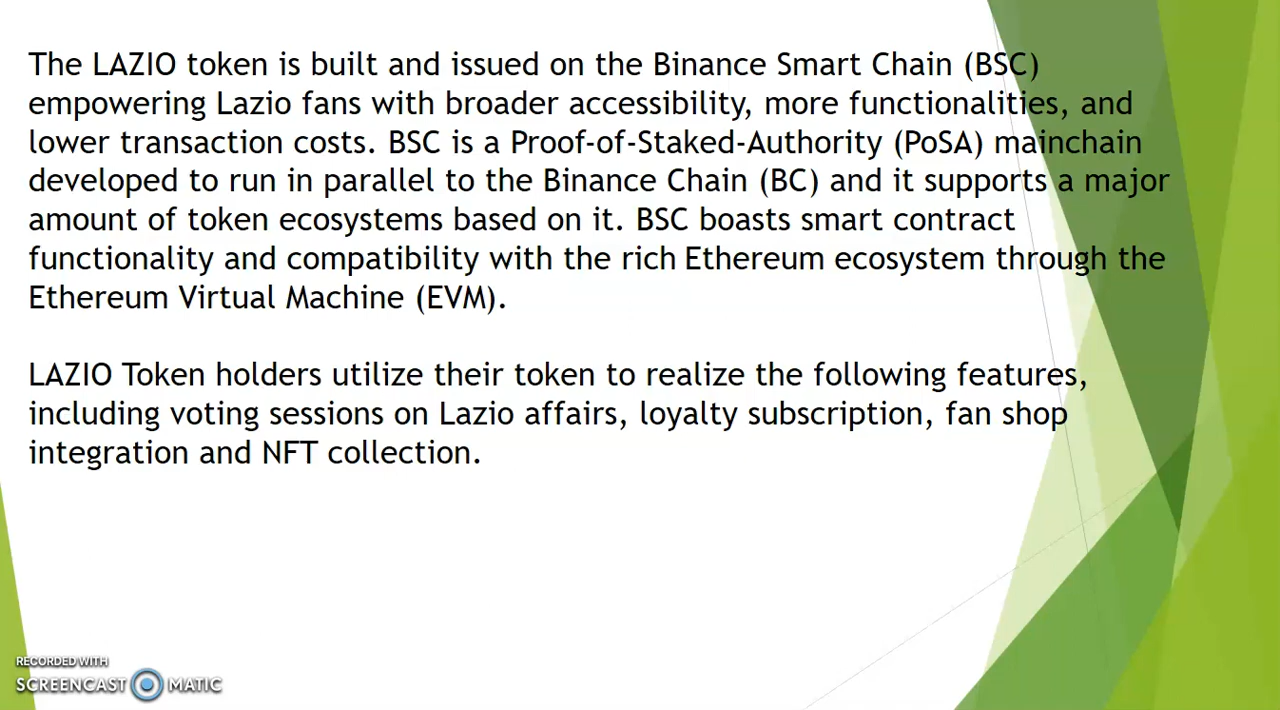 The LAZIO token is built and issued on the Binance Smart Chain (BSC)
empowering Lazio fans with broader accessibility, more functionalities, and
lower transaction costs. BSC is a Proof-of-Staked-Authority (PoSA) mainchain
developed to run in parallel to the Binance Chain (BC) and it supports a major
amount of token ecosystems based on it. BSC boasts smart contract
functionality and compatibility with the rich Ethereum ecosystem through the
Ethereum Virtual Machine (EVM).
LAZIO Token holders utilize their token to realize the following features,
including voting sessions on Lazio affairs, loyalty subscription, fan shop
integration and NFT collection.
RECORDED WITH
SCREENCAST MATIC